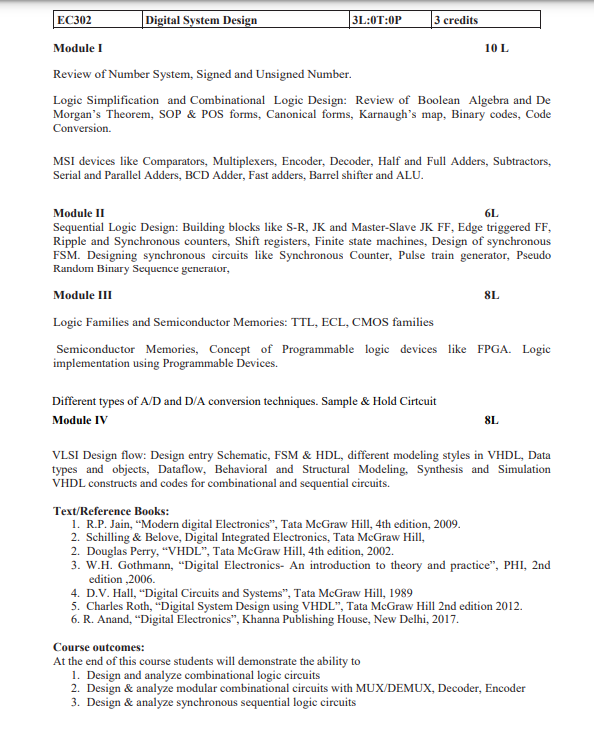 EC302 Digital System Design 3L:0T:0P 3 credits
Module I 10 L
Review of Number System, Signed and Unsigned Number.
Logic Simplification and Combinational Logic Design: Review of Boolean Algebra and De
Morgan's Theorem, SOP & POS forms, Canonical forms, Karnaugh's map, Binary codes, Code
Conversion.
MSI devices like Comparators, Multiplexers, Encoder, Decoder, Half and Full Adders, Subtractors,
Serial and Parallel Adders, BCD Adder, Fast adders, Barrel shifter and ALU.
Module II 6L
Sequential Logic Design: Building blocks like S-R, JK and Master-Slave JK FF, Edge triggered FF,
Ripple and Synchronous counters, Shift registers, Finite state machines, Design of synchronous
FSM. Designing synchronous circuits like Synchronous Counter, Pulse train generator, Pseudo
Random Binary Sequence generator,
Module III 8L
Logic Families and Semiconductor Memories: TTL, ECL, CMOS families
Semiconductor Memories, Concept of Programmable logic devices like FPGA. Logic
implementation using Programmable Devices.
Different types of A/D and D/A conversion techniques. Sample & Hold Cirtcuit
Module IV 8L
VLSI Design flow: Design entry Schematic, FSM & HDL, different modeling styles in VHDL, Data
types and objects, Dataflow, Behavioral and Structural Modeling, Synthesis and Simulation
VHDL constructs and codes for combinational and sequential circuits.
Text/Reference Books:
1. R.P. Jain, “Modern digital Electronics”, Tata McGraw Hill, 4th edition, 2009.
2. Schilling & Belove, Digital Integrated Electronics, Tata McGraw Hill,
2. Douglas Perry, “VHDL”, Tata McGraw Hill, 4th edition, 2002.
3. W.H. Gothmann, “Digital Electronics- An introduction to theory and practice”, PHI, 2nd
edition ,2006.
4. D.V. Hall, “Digital Circuits and Systems”, Tata McGraw Hill, 1989
5. Charles Roth, “Digital System Design using VHDL”, Tata McGraw Hill 2nd edition 2012.
6. R. Anand, “Digital Electronics”, Khanna Publishing House, New Delhi, 2017.
Course outcomes:
At the end of this course students will demonstrate the ability to
1. Design and analyze combinational logic circuits
2. Design & analyze modular combinational circuits with MUX/DEMUX, Decoder, Encoder
3. Design & analyze synchronous sequential logic circuits